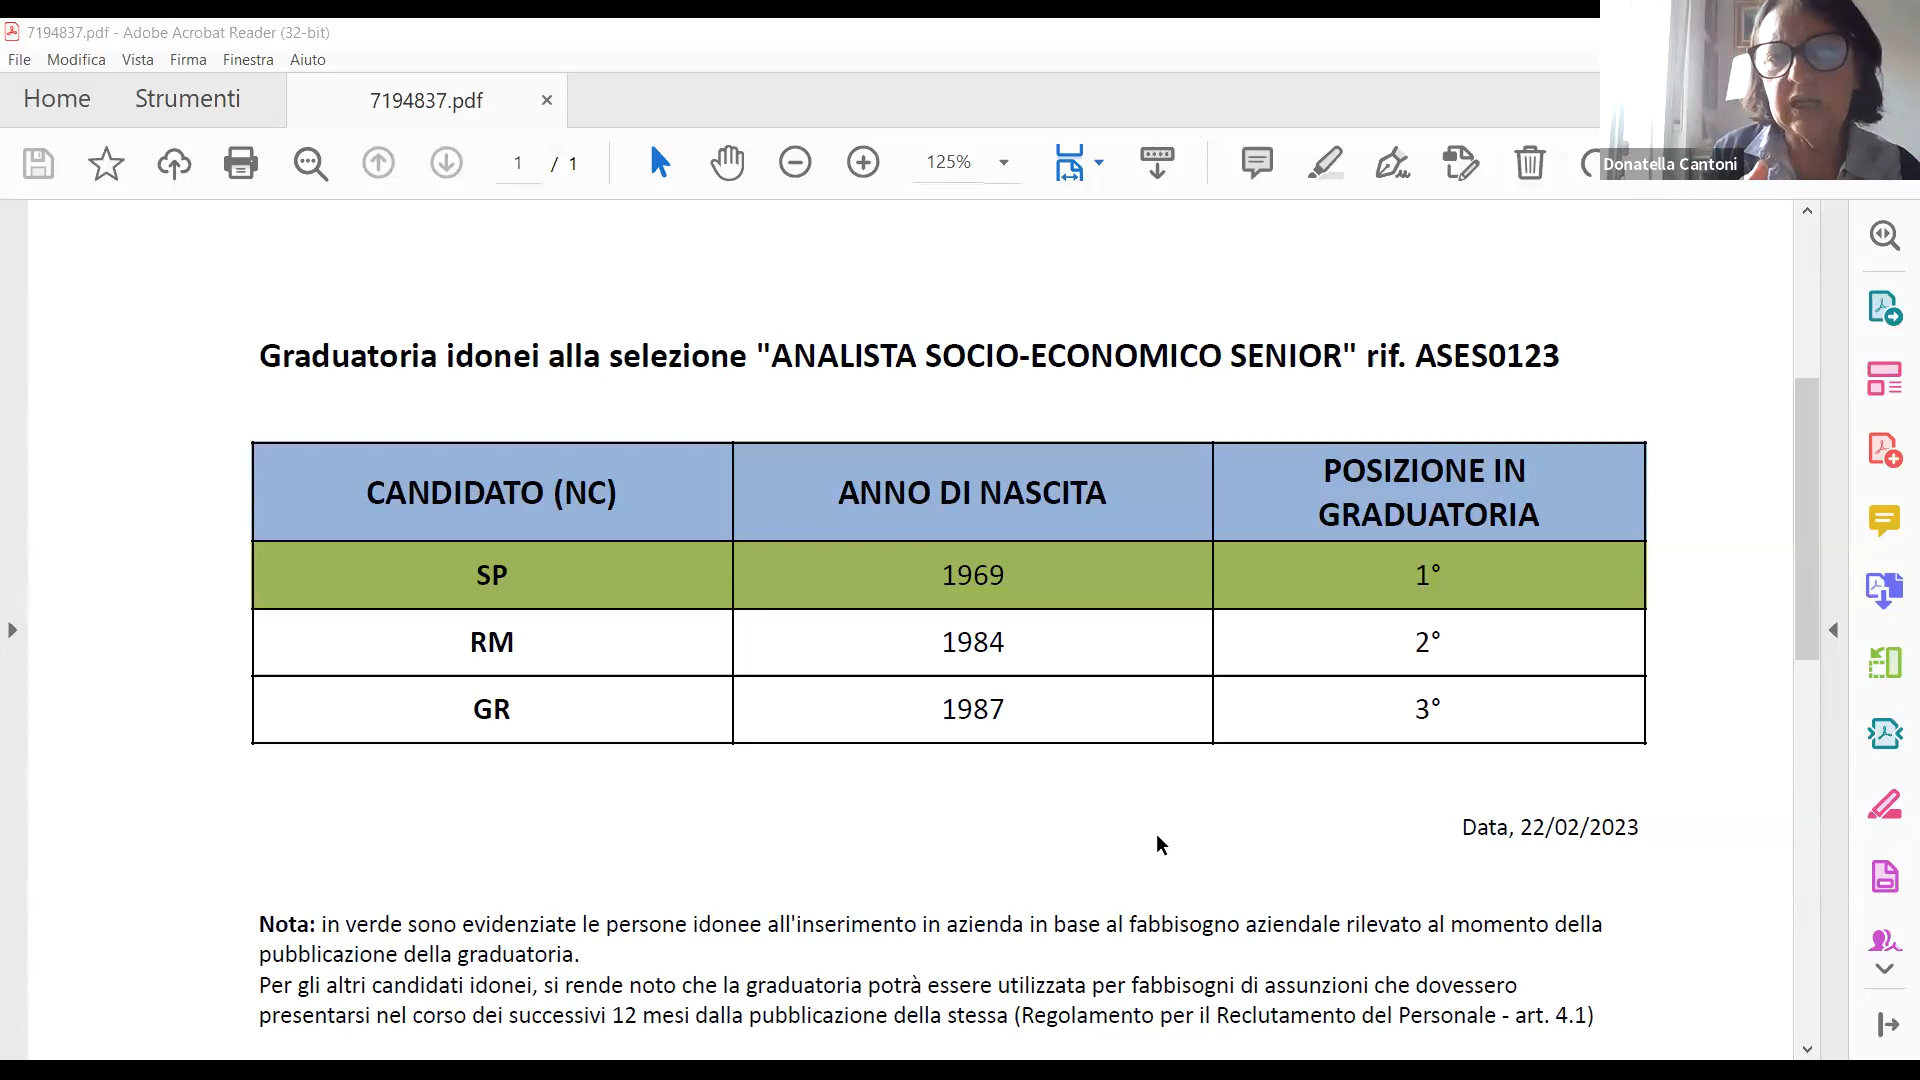 7194837.pdf - Adobe Acrobat Reader (32-bit)
File Modifica Vista Firma Finestra Aiuto
Home Strumenti 7194837.pdf ×
1 / 1 125%
Donatella Cantoni
Graduatoria idonei alla selezione "ANALISTA SOCIO-ECONOMICO SENIOR" rif. ASES0123
CANDIDATO (NC) ANNO DI NASCITA POSIZIONE IN
GRADUATORIA
SP 1969 1°
RM 1984 2°
GR 1987 3°
Data, 22/02/2023
Nota: in verde sono evidenziate le persone idonee all'inserimento in azienda in base al fabbisogno aziendale rilevato al momento della
pubblicazione della graduatoria.
Per gli altri candidati idonei, si rende noto che la graduatoria potrà essere utilizzata per fabbisogni di assunzioni che dovessero
presentarsi nel corso dei successivi 12 mesi dalla pubblicazione della stessa (Regolamento per il Reclutamento del Personale - art. 4.1)